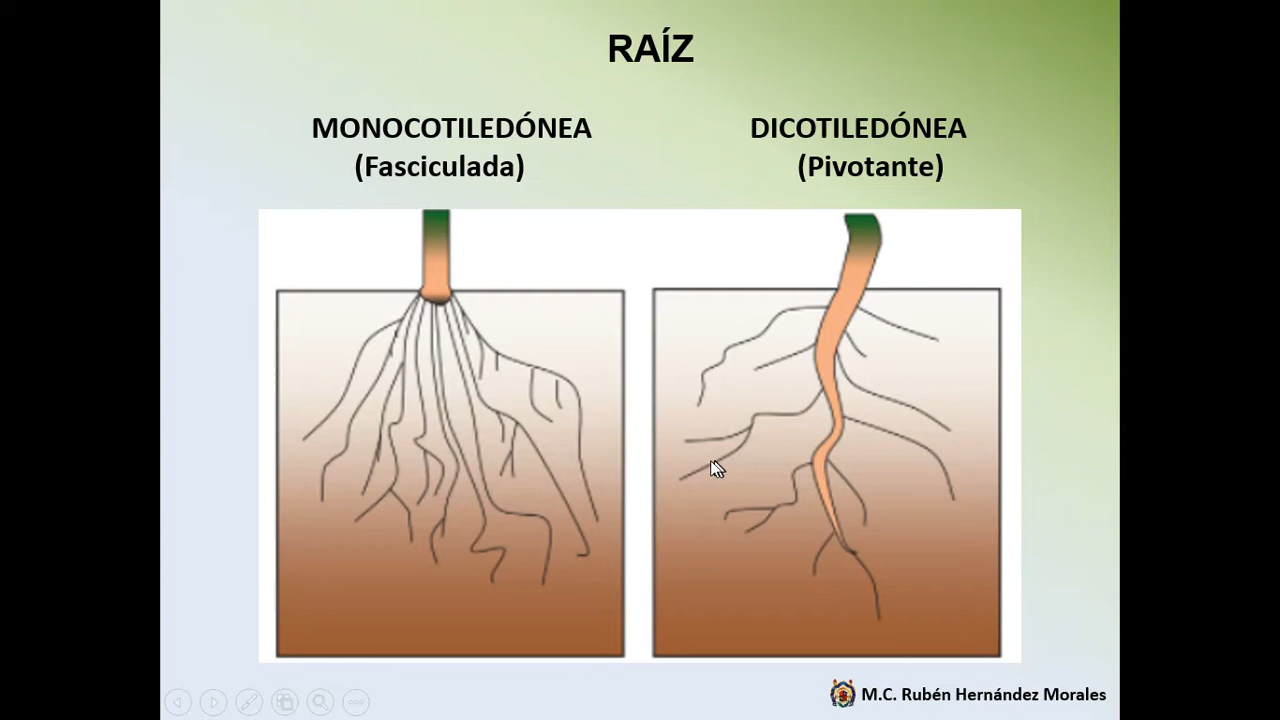 RAÍZ
MONOCOTILEDÓNEA
(Fasciculada)
DICOTILEDÓNEA
(Pivotante)
M.C. Rubén Hernández Morales